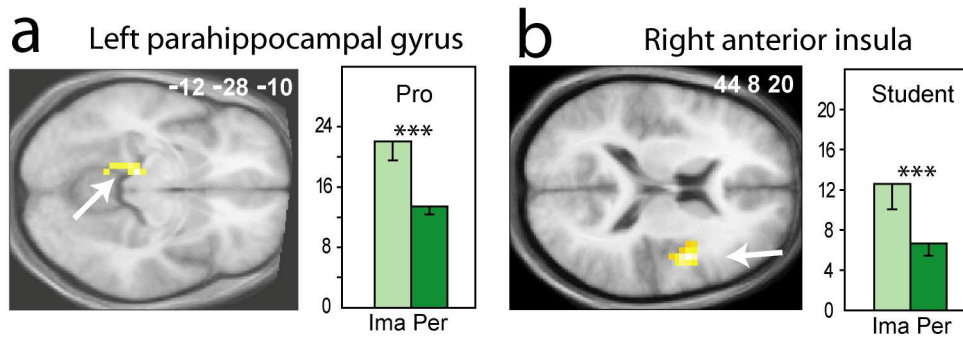 a Left parahippocampal gyrus
-12 -28 -10
Pro
***
24
16
8
0
Ima Per
b Right anterior insula
44 8 20
Student
***
20
16
12
8
4
0
Ima Per